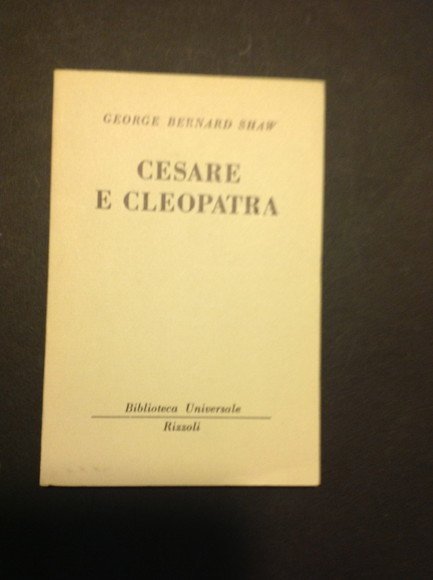 GEORGE BERNARD SHAW
CESARE
E CLEOPATRA
Biblioteca Universale
Rizzoli